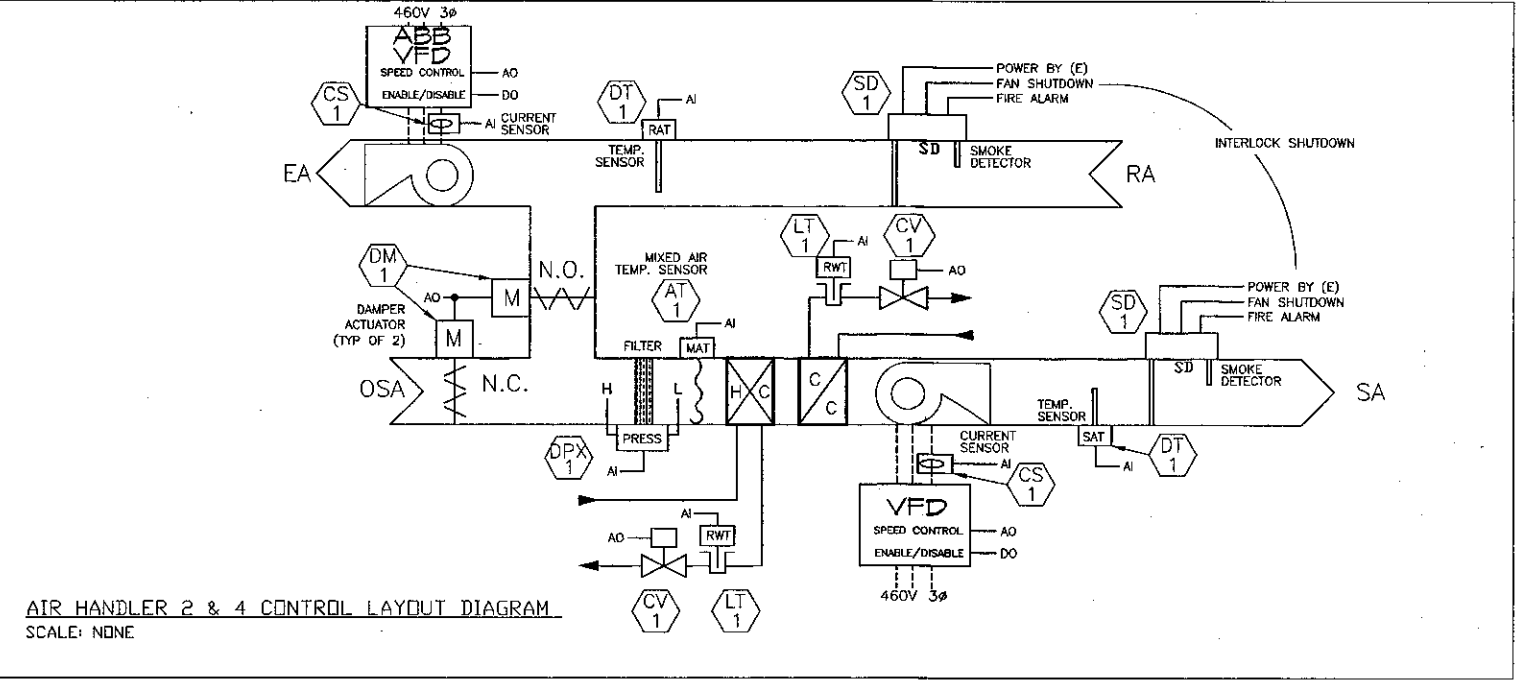 460V 3ø
ABB
VFD
SPEED CONTROL
AO
ENABLE/DISABLE
DO
CS
1
AI
CURRENT
SENSOR
DT
1
AI
RAT
TEMP.
SENSOR
SD
1
POWER BY (E)
FAN SHUTDOWN
FIRE ALARM
SD
SMOKE
DETECTOR
INTERLOCK SHUTDOWN
EA
RA
DM
1
N.O.
MIXED AIR
TEMP. SENSOR
AT
1
LT
1
AI
RWT
CV
1
AO
AO
M
DAMPER
ACTUATOR
(TYP OF 2)
M
FILTER
MAT
AI
SD
1
POWER BY (E)
FAN SHUTDOWN
FIRE ALARM
OSA
N.C.
H
L
H
C
C
C
SD
SMOKE
DETECTOR
SA
TEMP.
SENSOR
SAT
AI
DT
1
DPX
1
PRESS
AI
CURRENT
SENSOR
AI
CS
1
VFD
SPEED CONTROL
AO
ENABLE/DISABLE
DO
460V 3ø
AI
RWT
AO
CV
1
LT
1
AIR HANDLER 2 & 4 CONTROL LAYOUT DIAGRAM
SCALE: NONE